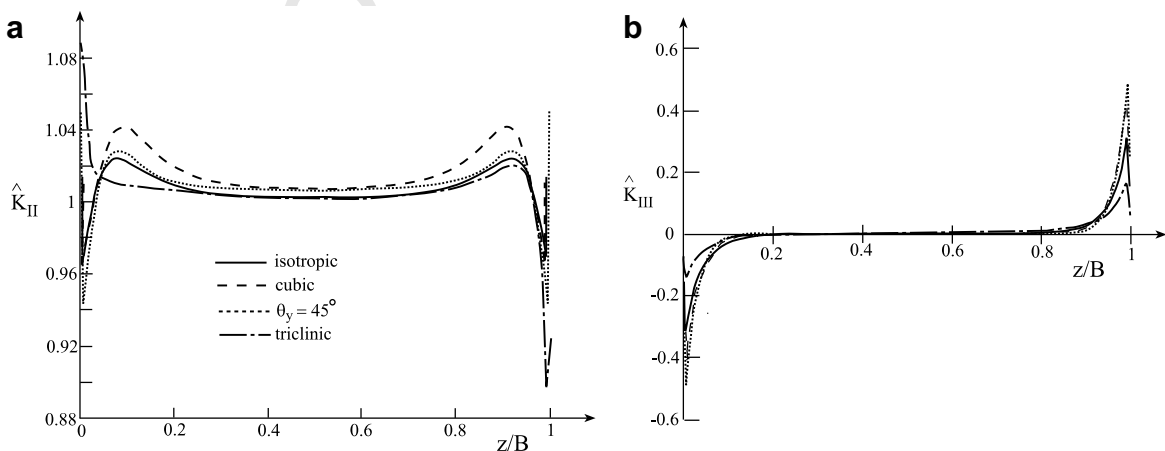 a
1.08
1.04
1
K̂II
0.96
0.92
0.88
isotropic
cubic
θy = 45°
triclinic
0 0.2 0.4 0.6 0.8 1
z/B
b
0.6
0.4
0.2
K̂III
0
-0.2
-0.4
-0.6
0.2 0.4 0.6 0.8 1
z/B